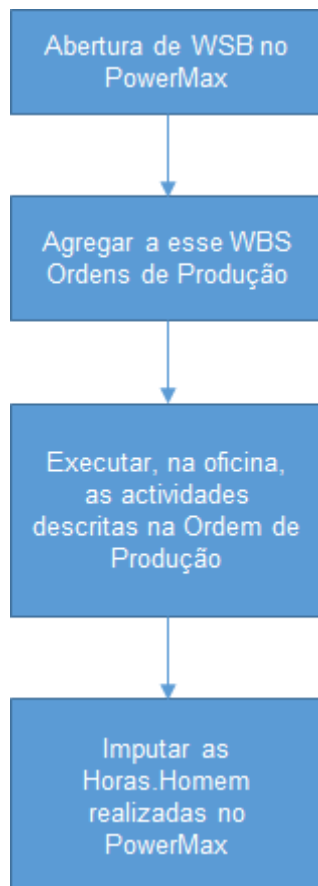 Abertura de WSB no
PowerMax
Agregar a esse WBS
Ordens de Produção
Executar, na oficina,
as actividades
descritas na Ordem de
Produção
Imputar as
Horas.Homem
realizadas no
PowerMax